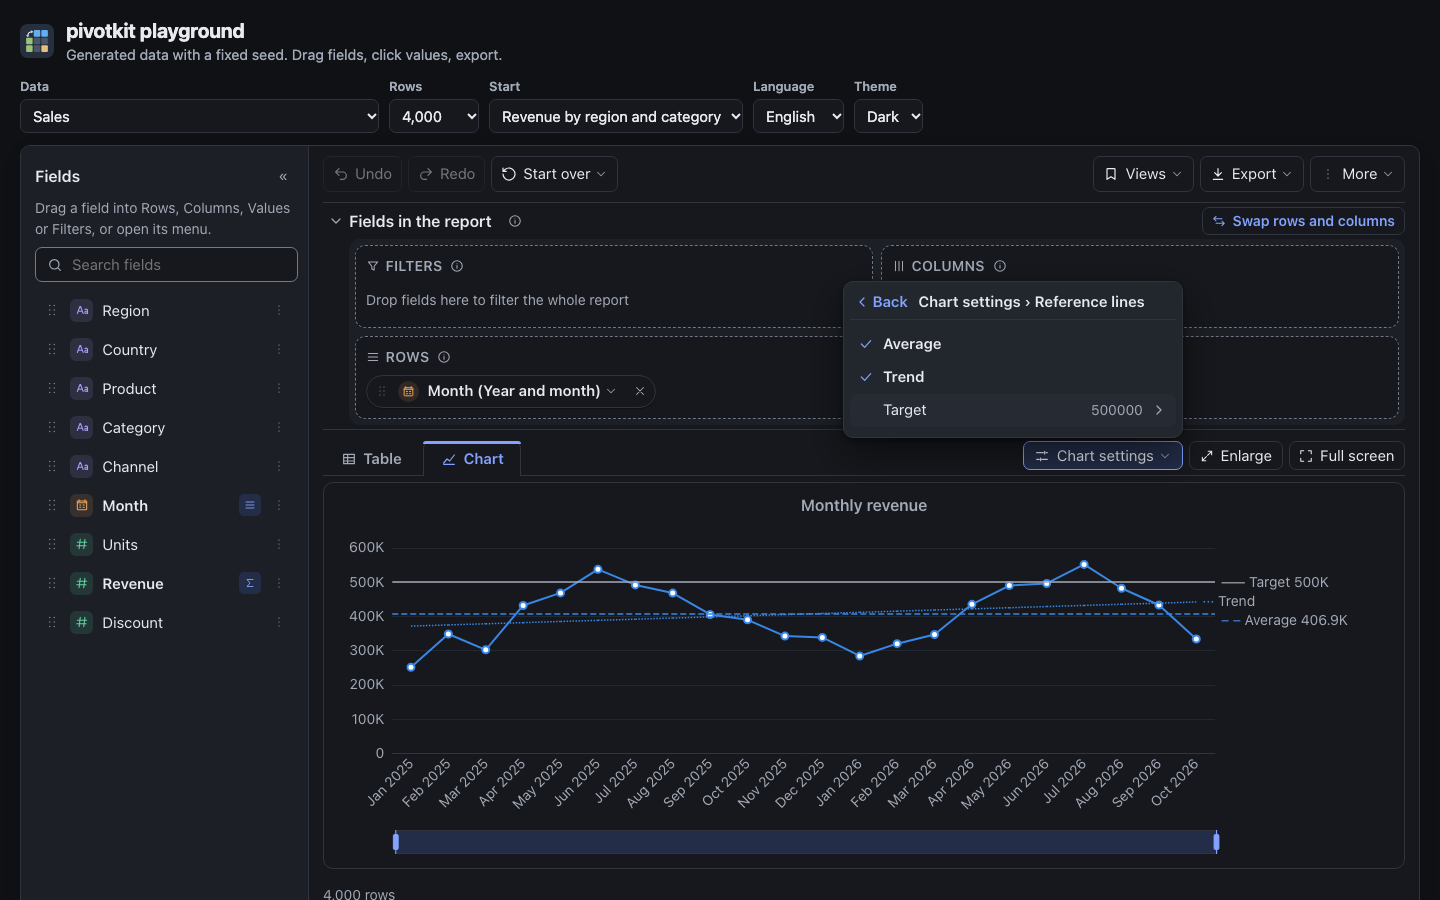 pivotkit playground
Generated data with a fixed seed. Drag fields, click values, export.
Data
Rows
Start
Language
Theme
Sales
4,000
Revenue by region and category
English
Dark
Fields
«
Drag a field into Rows, Columns, Values
or Filters, or open its menu.
Search fields
Aa Region
Aa Country
Aa Product
Aa Category
Aa Channel
Month
# Units
# Revenue Σ
# Discount
Undo
Redo
Start over
Views
Export
More
Fields in the report
Swap rows and columns
FILTERS
Drop fields here to filter the whole report
COLUMNS
ROWS
Month (Year and month)
Back
Chart settings › Reference lines
Average
Trend
Target 500000
Table
Chart
Chart settings
Enlarge
Full screen
Monthly revenue
600K
500K
400K
300K
200K
100K
0
Target 500K
Trend
Average 406.9K
Jan 2025
Feb 2025
Mar 2025
Apr 2025
May 2025
Jun 2025
Jul 2025
Aug 2025
Sep 2025
Oct 2025
Nov 2025
Dec 2025
Jan 2026
Feb 2026
Mar 2026
Apr 2026
May 2026
Jun 2026
Jul 2026
Aug 2026
Sep 2026
Oct 2026
4,000 rows